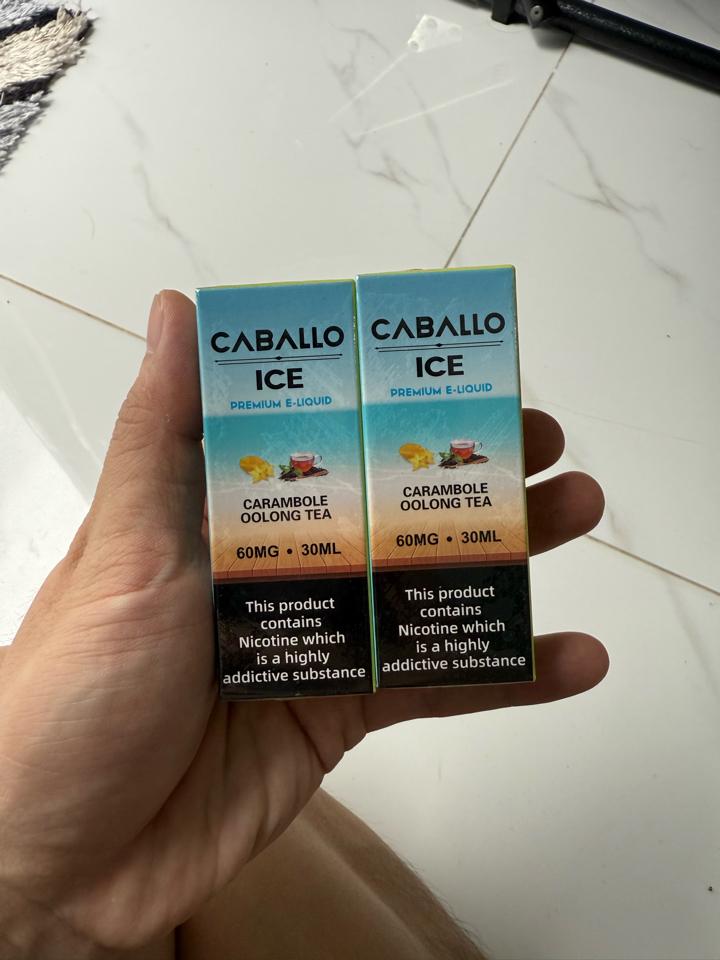 CABALLO
ICE
PREMIUM E-LIQUID
CARAMBOLE
OOLONG TEA
60MG • 30ML
This product
contains
Nicotine which
is a highly
addictive substance
CABALLO
ICE
PREMIUM E-LIQUID
CARAMBOLE
OOLONG TEA
60MG • 30ML
This product
contains
Nicotine which
is a highly
addictive substance